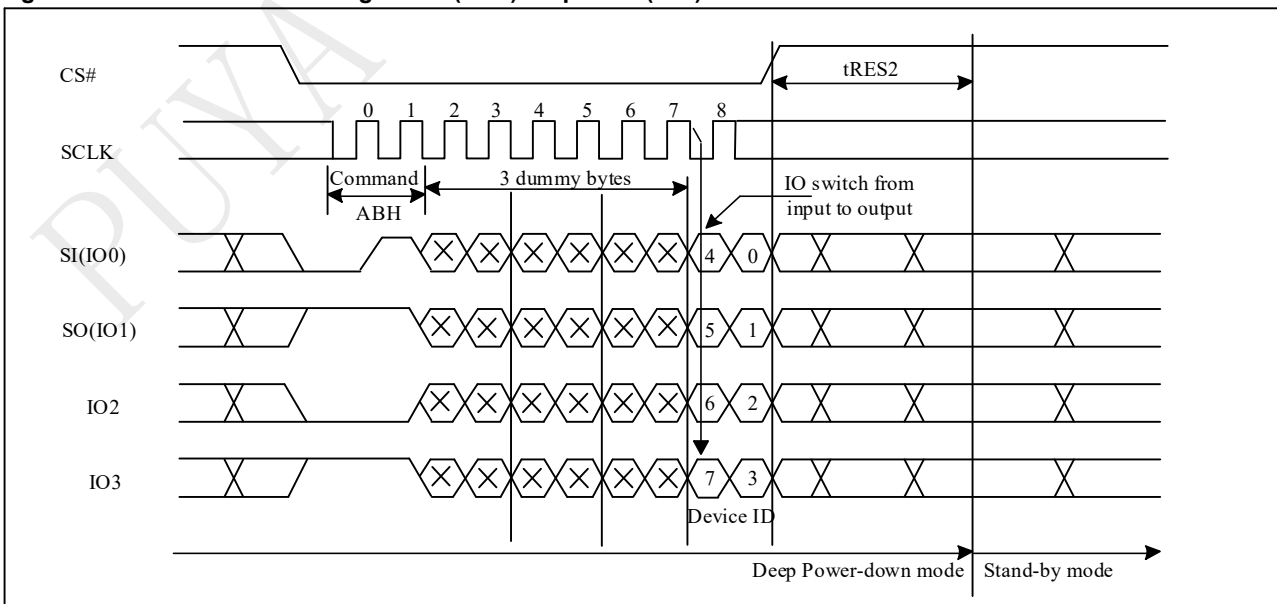 CS#
tRES2
0 1 2 3 4 5 6 7 8
SCLK
Command
3 dummy bytes
IO switch from
input to output
ABH
SI(IO0)
4 0
SO(IO1)
5 1
IO2
6 2
IO3
7 3
Device ID
Deep Power-down mode
Stand-by mode
PUYA